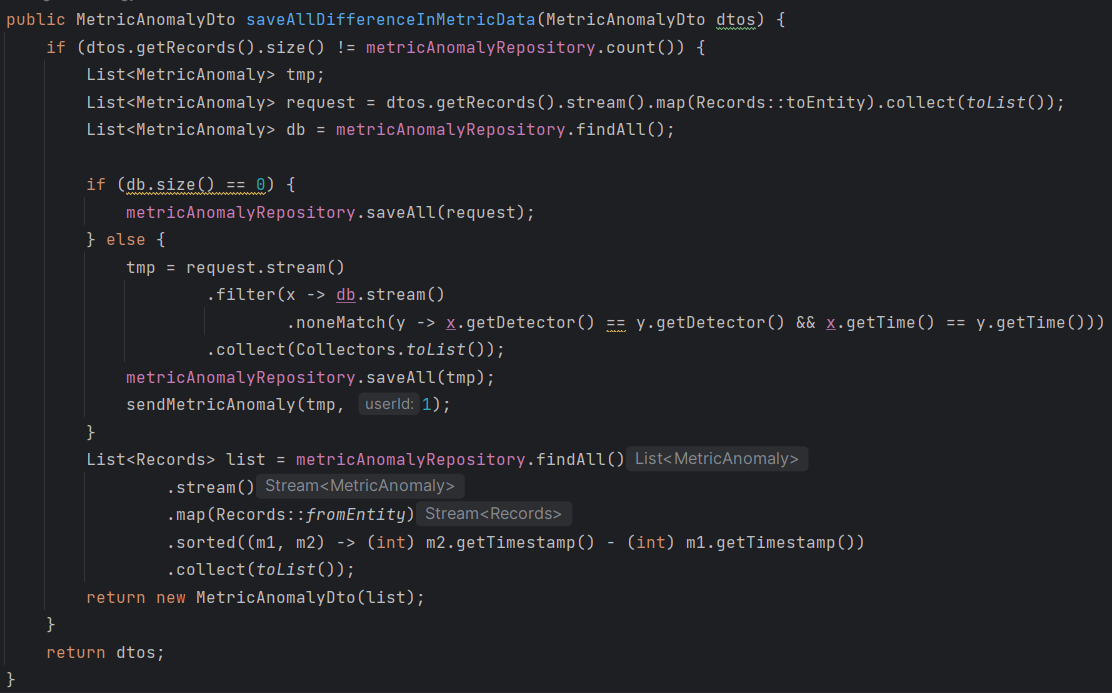 public MetricAnomalyDto saveAllDifferenceInMetricData(MetricAnomalyDto dtos) {
    if (dtos.getRecords().size() != metricAnomalyRepository.count()) {
        List<MetricAnomaly> tmp;
        List<MetricAnomaly> request = dtos.getRecords().stream().map(Records::toEntity).collect(toList());
        List<MetricAnomaly> db = metricAnomalyRepository.findAll();

        if (db.size() == 0) {
            metricAnomalyRepository.saveAll(request);
        } else {
            tmp = request.stream()
                    .filter(x -> db.stream()
                            .noneMatch(y -> x.getDetector() == y.getDetector() && x.getTime() == y.getTime()))
                    .collect(Collectors.toList());
            metricAnomalyRepository.saveAll(tmp);
            sendMetricAnomaly(tmp, userId: 1);
        }
        List<Records> list = metricAnomalyRepository.findAll() List<MetricAnomaly>
                .stream() Stream<MetricAnomaly>
                .map(Records::fromEntity) Stream<Records>
                .sorted((m1, m2) -> (int) m2.getTimestamp() - (int) m1.getTimestamp())
                .collect(toList());
        return new MetricAnomalyDto(list);
    }
    return dtos;
}